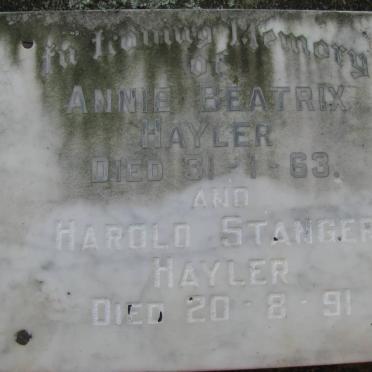 In Loving Memory
of
ANNIE BEATRIX
HAYLER
DIED 31-1-63.
AND
HAROLD STANGER
HAYLER
DIED 20-8-91